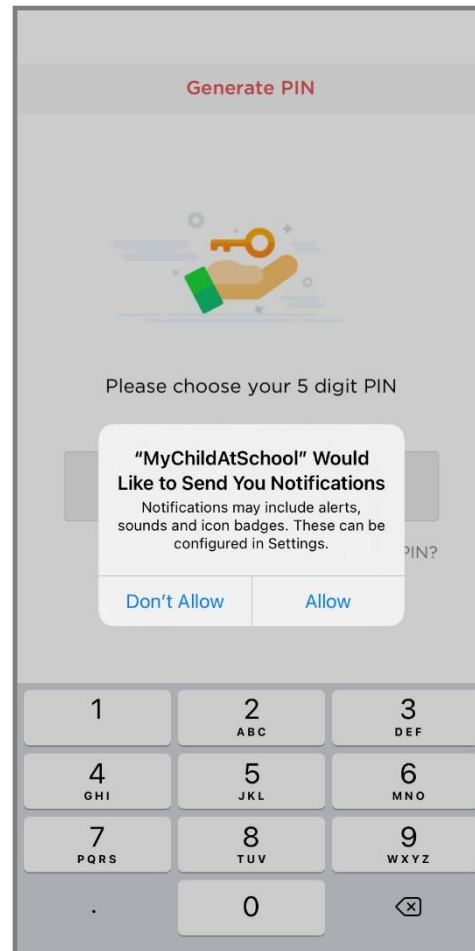 Generate PIN
Please choose your 5 digit PIN
“MyChildAtSchool” Would
Like to Send You Notifications
Notifications may include alerts,
sounds and icon badges. These can be
configured in Settings.
PIN?
Don't Allow Allow
1 2 3
ABC DEF
4 5 6
GHI JKL MNO
7 8 9
PQRS TUV WXYZ
. 0